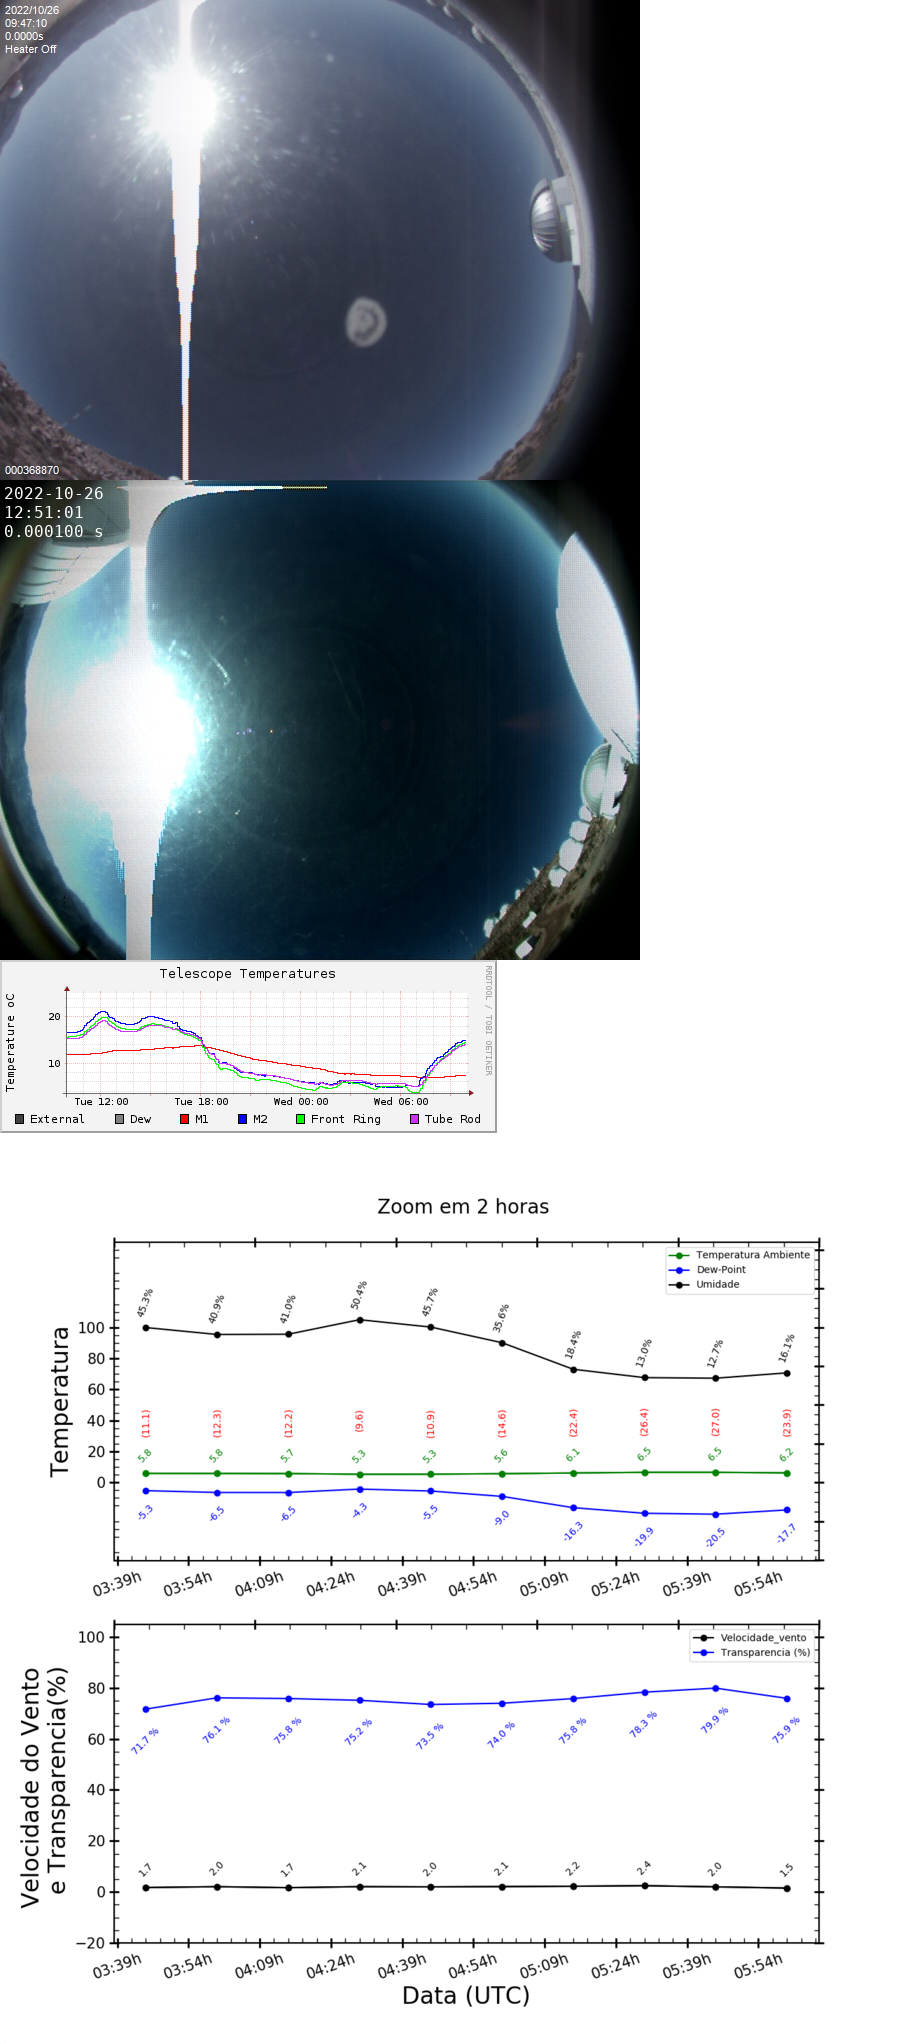 2022/10/26
09:47:10
0.0000s
Heater Off
000368870
2022-10-26
12:51:01
0.000100 s
Telescope Temperatures
RRDTOOL / TOBI OETIKER
Temperature oC
20
10
Tue 12:00 Tue 18:00 Wed 00:00 Wed 06:00
External Dew M1 M2 Front Ring Tube Rod
Zoom em 2 horas
Temperatura Ambiente
Dew-Point
Umidade
45.3% 40.9% 41.0% 50.4% 45.7% 35.6% 18.4% 13.0% 12.7% 16.1%
Temperatura
100
80
60
40
20
0
(11.1) (12.3) (12.2) (9.6) (10.9) (14.6) (22.4) (26.4) (27.0) (23.9)
5.8 5.8 5.7 5.3 5.3 5.6 6.1 6.5 6.5 6.2
-5.3 -6.5 -6.5 -4.3 -5.5 -9.0 -16.3 -19.9 -20.5 -17.7
03:39h 03:54h 04:09h 04:24h 04:39h 04:54h 05:09h 05:24h 05:39h 05:54h
Velocidade_vento
Transparencia (%)
Velocidade do Vento
e Transparencia(%)
100
80
60
40
20
0
−20
71.7 % 76.1 % 75.8 % 75.2 % 73.5 % 74.0 % 75.8 % 78.3 % 79.9 % 75.9 %
1.7 2.0 1.7 2.1 2.0 2.1 2.2 2.4 2.0 1.5
03:39h 03:54h 04:09h 04:24h 04:39h 04:54h 05:09h 05:24h 05:39h 05:54h
Data (UTC)